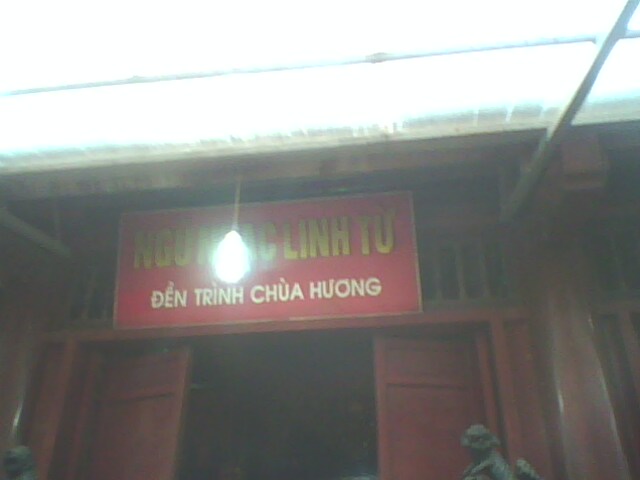 LINH TỪ
ĐỀN TRÌNH CHÙA HƯƠNG